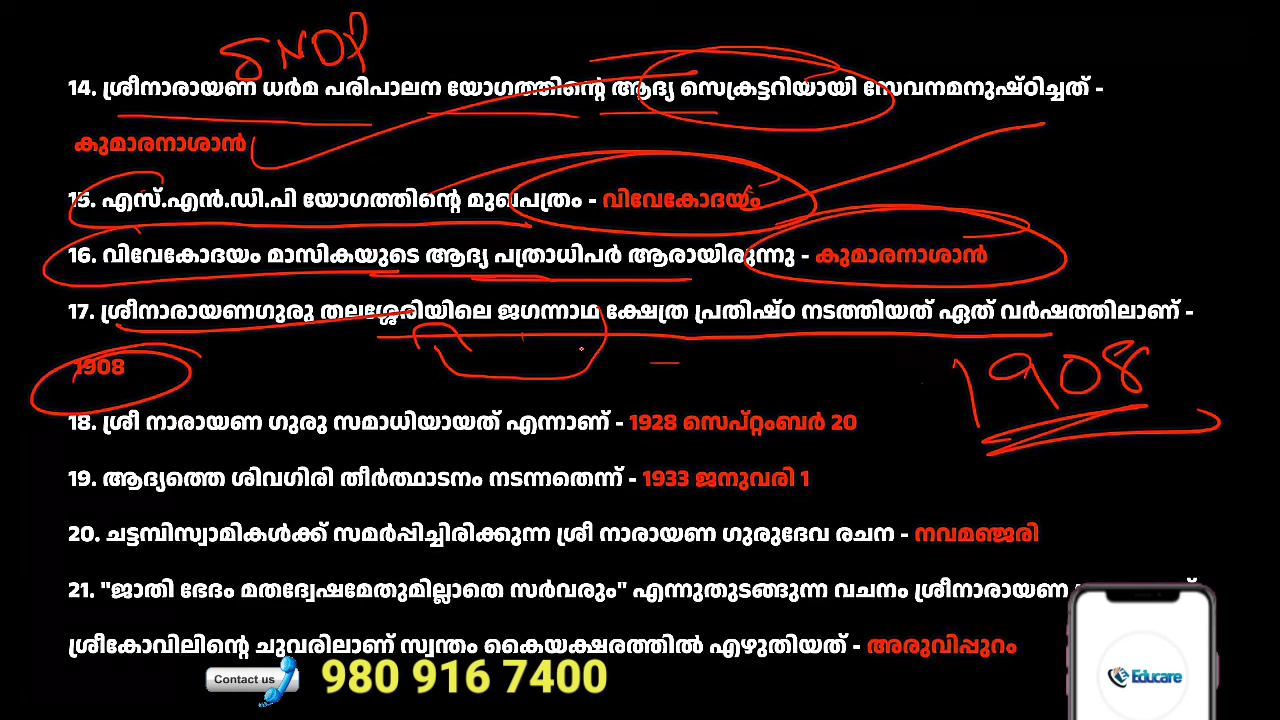 SNDP
14. ശ്രീനാരായണ ധർമ പരിപാലന യോഗത്തിന്റെ ആദ്യ സെക്രട്ടറിയായി സേവനമനുഷ്ഠിച്ചത് -
കുമാരനാശാൻ
15. എസ്.എൻ.ഡി.പി യോഗത്തിന്റെ മുഖപത്രം - വിവേകോദയം
16. വിവേകോദയം മാസികയുടെ ആദ്യ പത്രാധിപർ ആരായിരുന്നു - കുമാരനാശാൻ
17. ശ്രീനാരായണഗുരു തലശ്ശേരിയിലെ ജഗന്നാഥ ക്ഷേത്ര പ്രതിഷ്ഠ നടത്തിയത് ഏത് വർഷത്തിലാണ് -
1908
1908
18. ശ്രീ നാരായണ ഗുരു സമാധിയായത് എന്നാണ് - 1928 സെപ്റ്റംബർ 20
19. ആദ്യത്തെ ശിവഗിരി തീർത്ഥാടനം നടന്നതെന്ന് - 1933 ജനുവരി 1
20. ചട്ടമ്പിസ്വാമികൾക്ക് സമർപ്പിച്ചിരിക്കുന്ന ശ്രീ നാരായണ ഗുരുദേവ രചന - നവമഞ്ജരി
21. "ജാതി ഭേദം മതദ്വേഷമേതുമില്ലാതെ സർവരും" എന്നുതുടങ്ങുന്ന വചനം ശ്രീനാരായണ
ശ്രീകോവിലിന്റെ ചുവരിലാണ് സ്വന്തം കൈയക്ഷരത്തിൽ എഴുതിയത് - അരുവിപ്പുറം
Contact us 980 916 7400
Educare